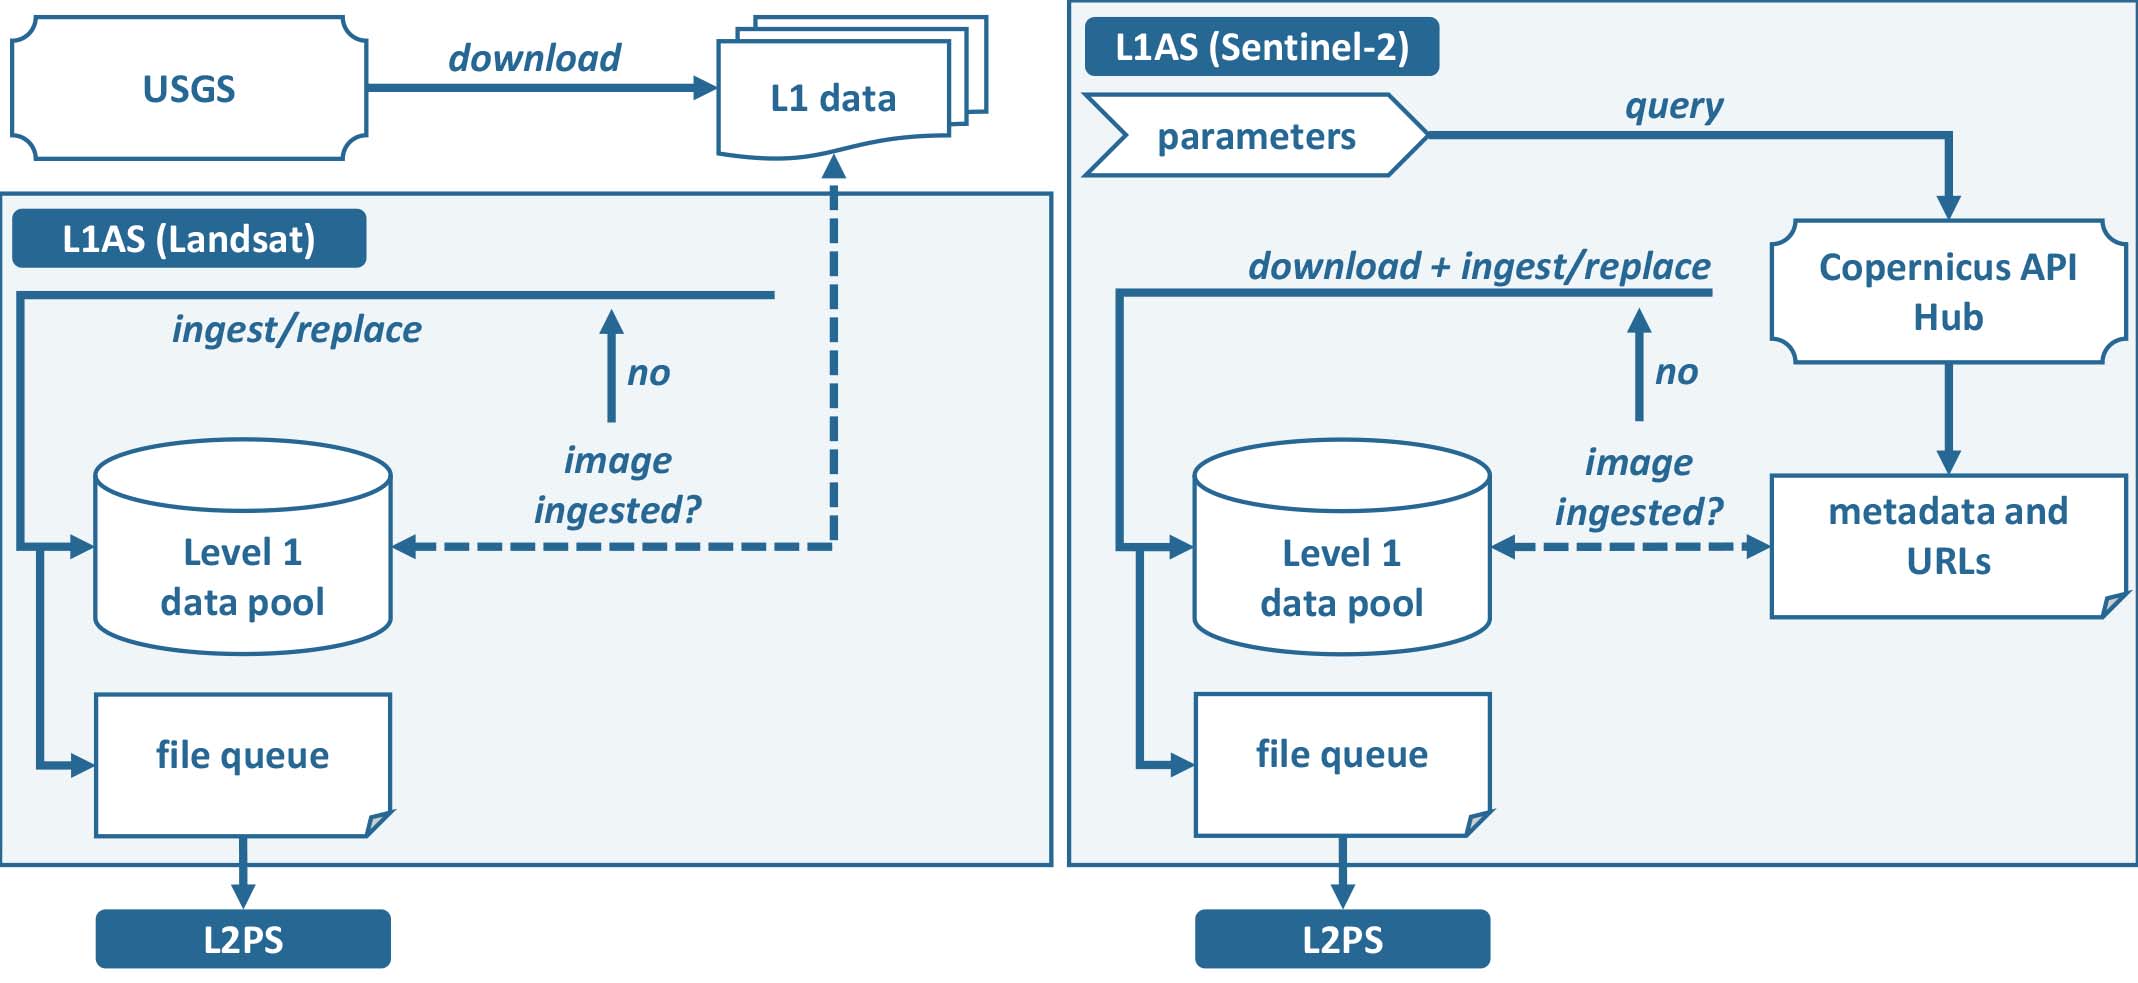 USGS
download
L1 data
L1AS (Landsat)
ingest/replace
no
image
ingested?
Level 1
data pool
file queue
L2PS
L1AS (Sentinel-2)
parameters
query
Copernicus API
Hub
download + ingest/replace
no
image
ingested?
metadata and
URLs
Level 1
data pool
file queue
L2PS